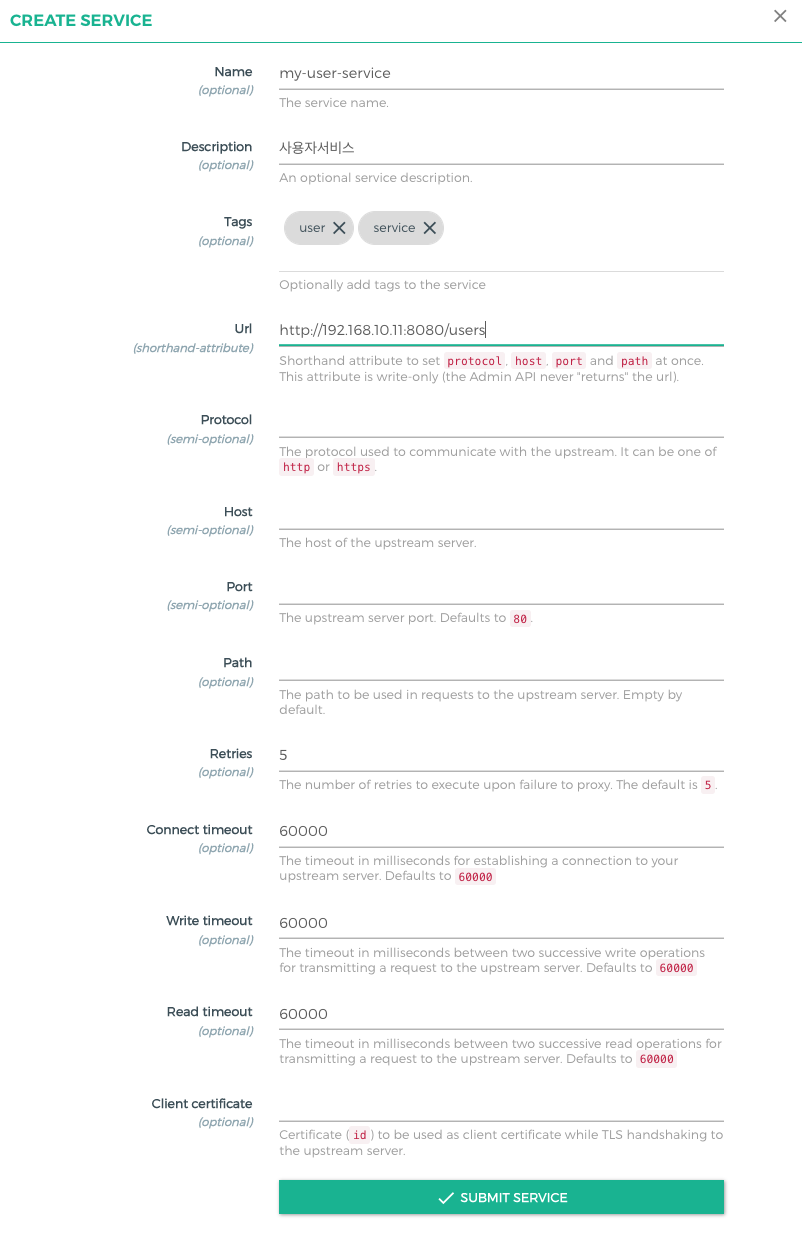 CREATE SERVICE
Name
(optional)
my-user-service
The service name.
Description
(optional)
사용자서비스
An optional service description.
Tags
(optional)
user
service
Optionally add tags to the service
Url
(shorthand-attribute)
http://192.168.10.11:8080/users
Shorthand attribute to set protocol, host, port and path at once.
This attribute is write-only (the Admin API never "returns" the url).
Protocol
(semi-optional)
The protocol used to communicate with the upstream. It can be one of
http or https.
Host
(semi-optional)
The host of the upstream server.
Port
(semi-optional)
The upstream server port. Defaults to 80.
Path
(optional)
The path to be used in requests to the upstream server. Empty by
default.
Retries
(optional)
5
The number of retries to execute upon failure to proxy. The default is 5.
Connect timeout
(optional)
60000
The timeout in milliseconds for establishing a connection to your
upstream server. Defaults to 60000
Write timeout
(optional)
60000
The timeout in milliseconds between two successive write operations
for transmitting a request to the upstream server. Defaults to 60000
Read timeout
(optional)
60000
The timeout in milliseconds between two successive read operations for
transmitting a request to the upstream server. Defaults to 60000
Client certificate
(optional)
Certificate ( id ) to be used as client certificate while TLS handshaking to
the upstream server.
SUBMIT SERVICE